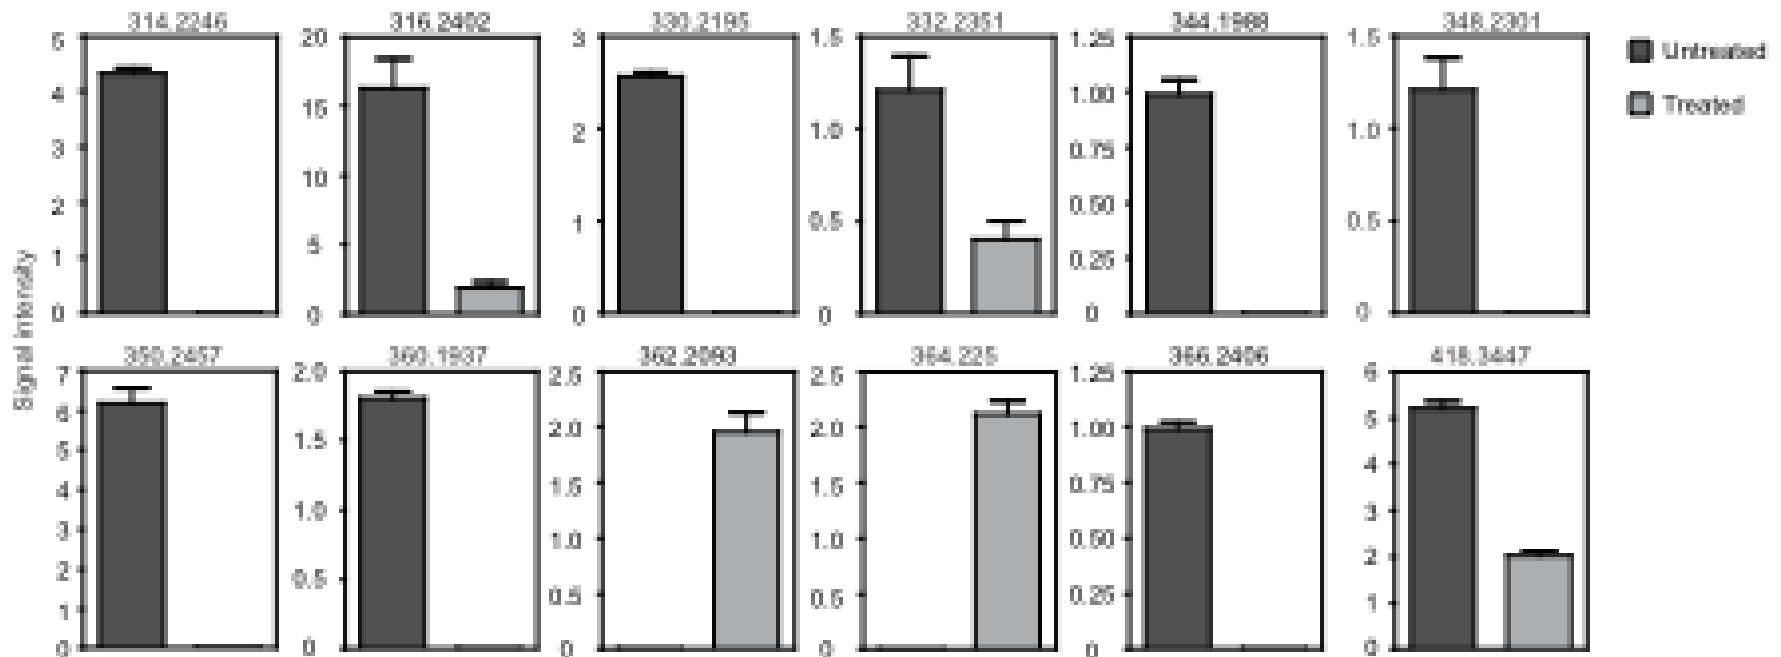 314.2246 316.2402 330.2195 332.2351 344.1988 348.2301
5 20 3 1.5 1.25 1.5
Untreated
4 15 2 1.0 1.00 1.0
Treated
3 10 1 0.5 0.75 0.5
2 5 0 0 0.50 0
1 0 0.25
0 0
Signal intensity
350.2457 360.1937 362.2093 364.225 366.2406 418.3447
7 2.0 2.5 2.5 1.25 6
6 1.5 2.0 2.0 1.00 5
5 1.0 1.5 1.5 0.75 4
4 0.5 1.0 1.0 0.50 3
3 0 0.5 0.5 0.25 2
2 0 0 0 1
1 0
0